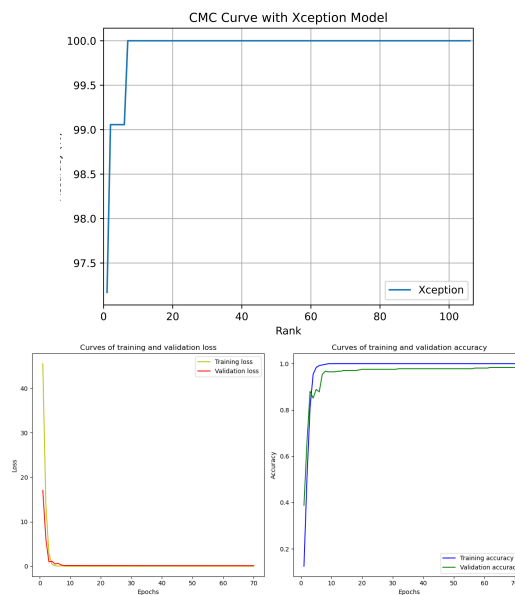 CMC Curve with Xception Model
100.0
99.5
99.0
98.5
98.0
97.5
0 20 40 60 80 100
Rank
Xception
Curves of training and validation loss
Training loss
Validation loss
40
30
20
10
0
Loss
0 10 20 30 40 50 60 70
Epochs
Curves of training and validation accuracy
1.0
0.8
0.6
0.4
0.2
Accuracy
Training accuracy
Validation accurac
0 10 20 30 40 50 60 70
Epochs